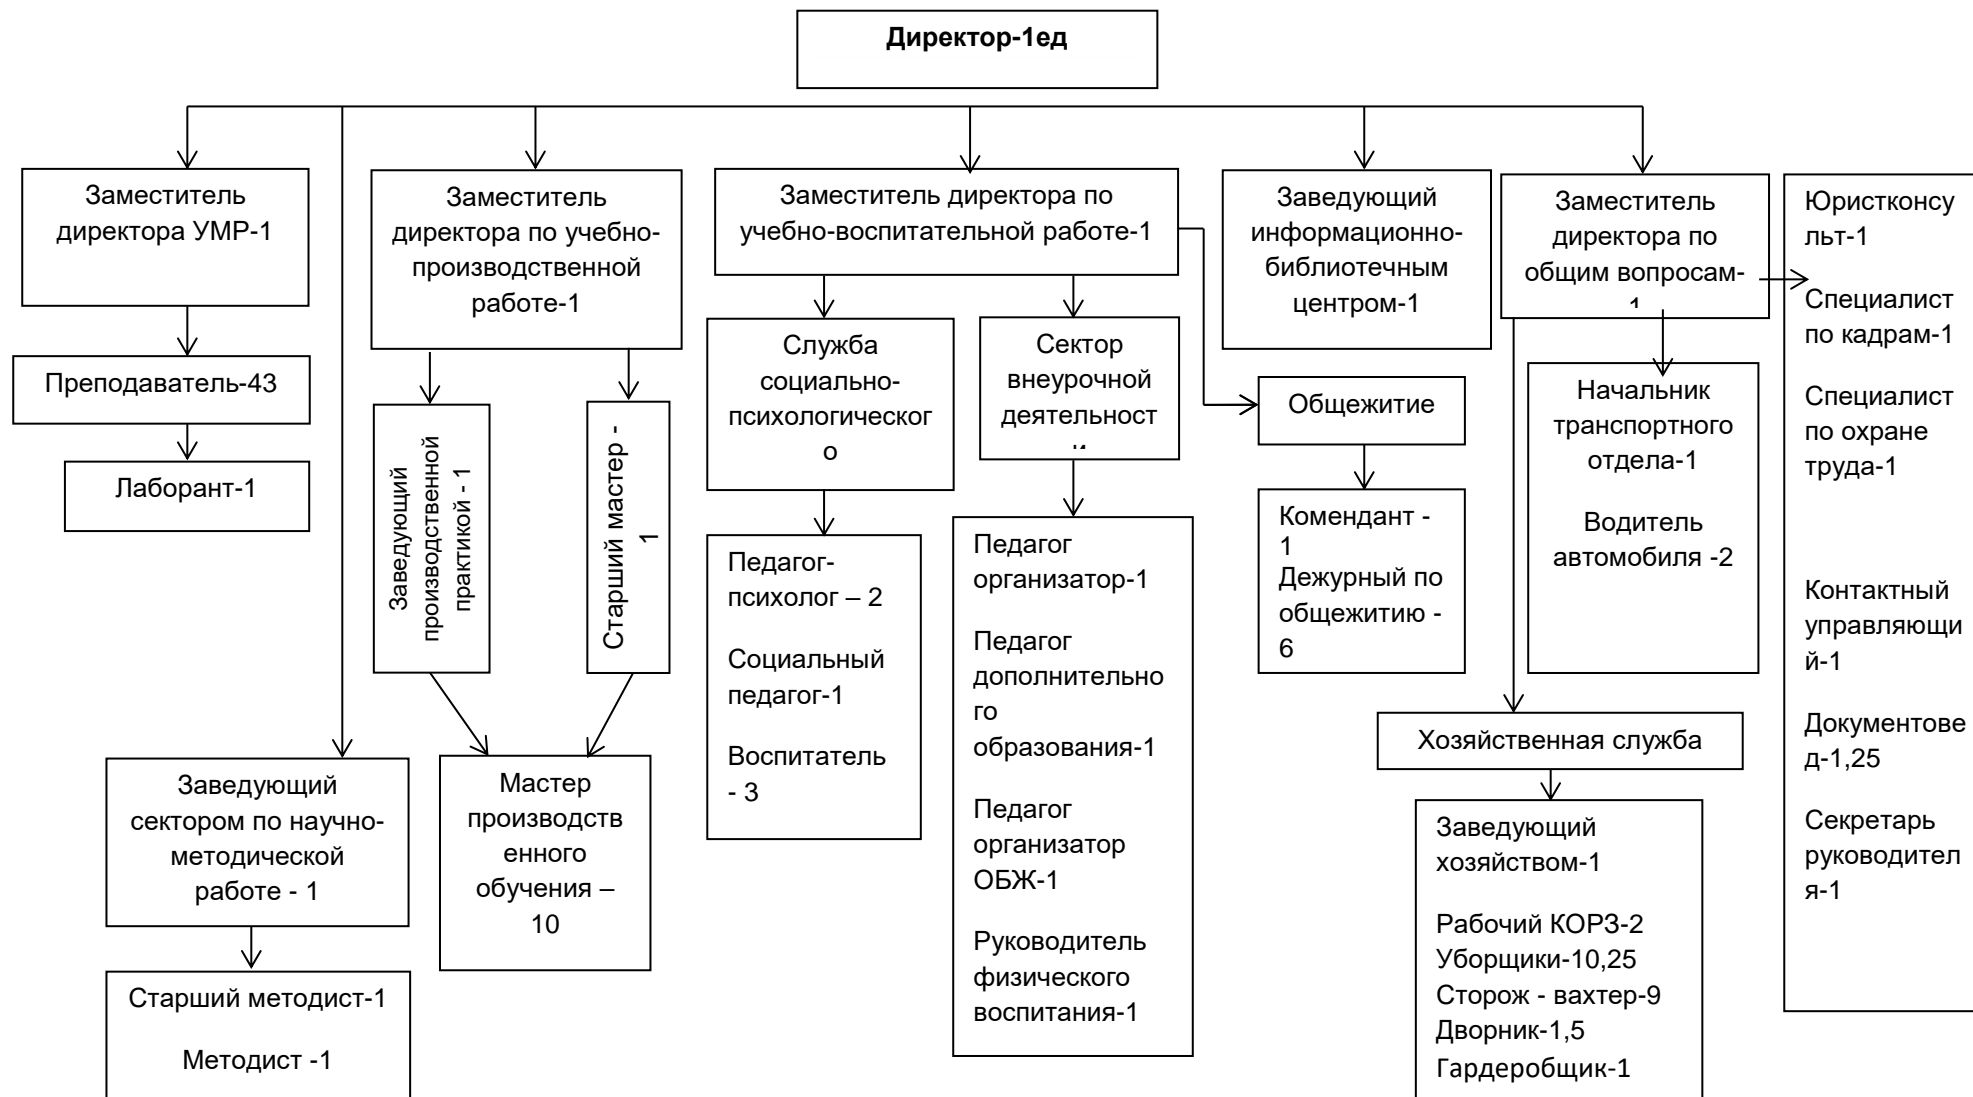 Директор-1ед
Заместитель
директора УМР-1
Преподаватель-43
Лаборант-1
Заведующий
сектором по научно-
методической
работе - 1
Старший методист-1
Методист -1
Заместитель
директора по учебно-
производственной
работе-1
Заведующий
производственной
практикой - 1
Старший мастер -
1
Мастер
производств
енного
обучения –
10
Заместитель директора по
учебно-воспитательной работе-1
Служба
социально-
психологическог
о
Педагог-
психолог – 2
Социальный
педагог-1
Воспитатель
- 3
Сектор
внеурочной
деятельност
и
Педагог
организатор-1
Педагог
дополнительно
го
образования-1
Педагог
организатор
ОБЖ-1
Руководитель
физического
воспитания-1
Общежитие
Комендант -
1
Дежурный по
общежитию -
6
Заведующий
информационно-
библиотечным
центром-1
Заместитель
директора по
общим вопросам-
1
Начальник
транспортного
отдела-1
Водитель
автомобиля -2
Хозяйственная служба
Заведующий
хозяйством-1
Рабочий КОРЗ-2
Уборщики-10,25
Сторож - вахтер-9
Дворник-1,5
Гардеробщик-1
Юристконсу
льт-1
Специалист
по кадрам-1
Специалист
по охране
труда-1
Контактный
управляющи
й-1
Документове
д-1,25
Секретарь
руководител
я-1